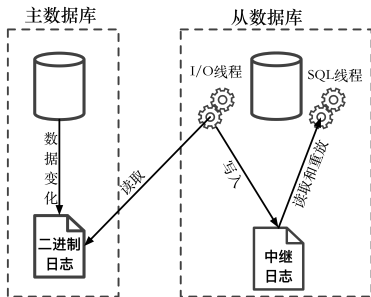 主数据库
从数据库
I/O线程
SQL线程
数据变化
读取
写入
读取和重放
二进制
日志
中继
日志